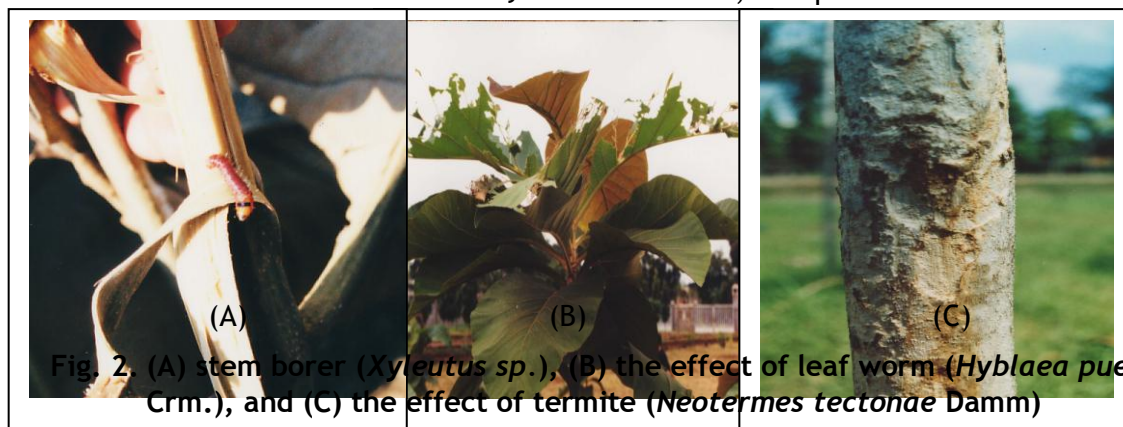 (A) (B) (C)
Fig. 2. (A) stem borer (Xyleutus sp.), (B) the effect of leaf worm (Hyblaea
Crm.), and (C) the effect of termite (Neotermes tectonae Damm)